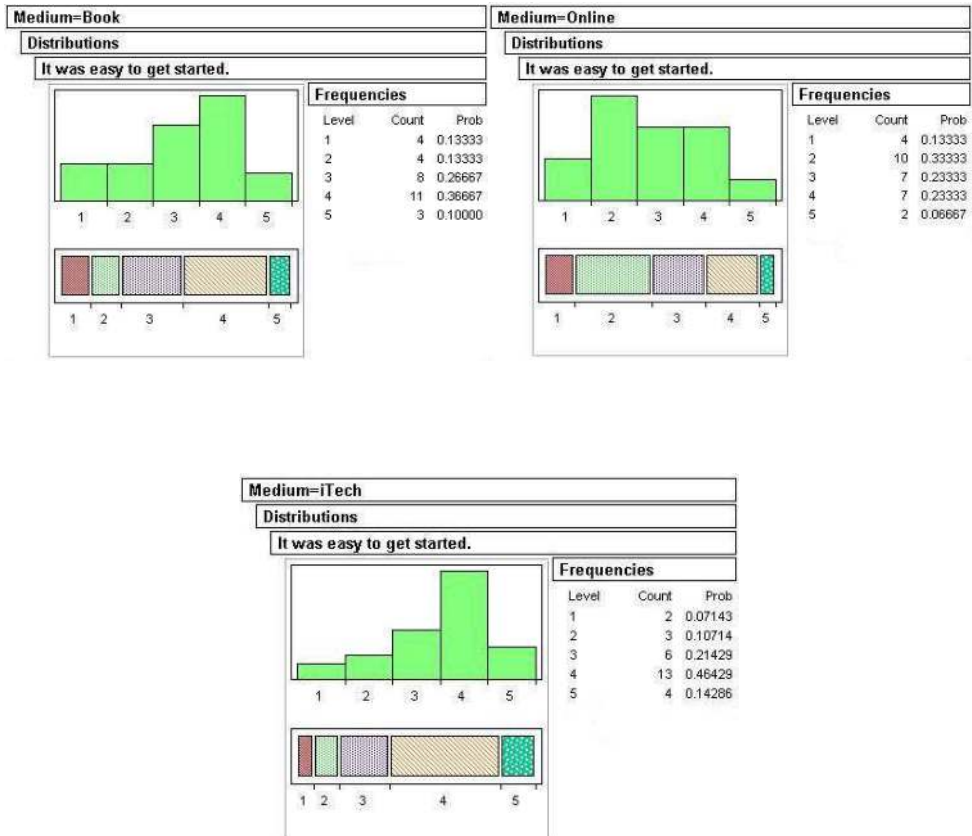 Medium=Book
Distributions
It was easy to get started.
Frequencies
Level Count Prob
1 4 0.13333
2 4 0.13333
3 8 0.26667
4 11 0.36667
5 3 0.10000
1 2 3 4 5
1 2 3 4 5
Medium=Online
Distributions
It was easy to get started.
Frequencies
Level Count Prob
1 4 0.13333
2 10 0.33333
3 7 0.23333
4 7 0.23333
5 2 0.06667
1 2 3 4 5
1 2 3 4 5
Medium=iTech
Distributions
It was easy to get started.
Frequencies
Level Count Prob
1 2 0.07143
2 3 0.10714
3 6 0.21429
4 13 0.46429
5 4 0.14286
1 2 3 4 5
1 2 3 4 5